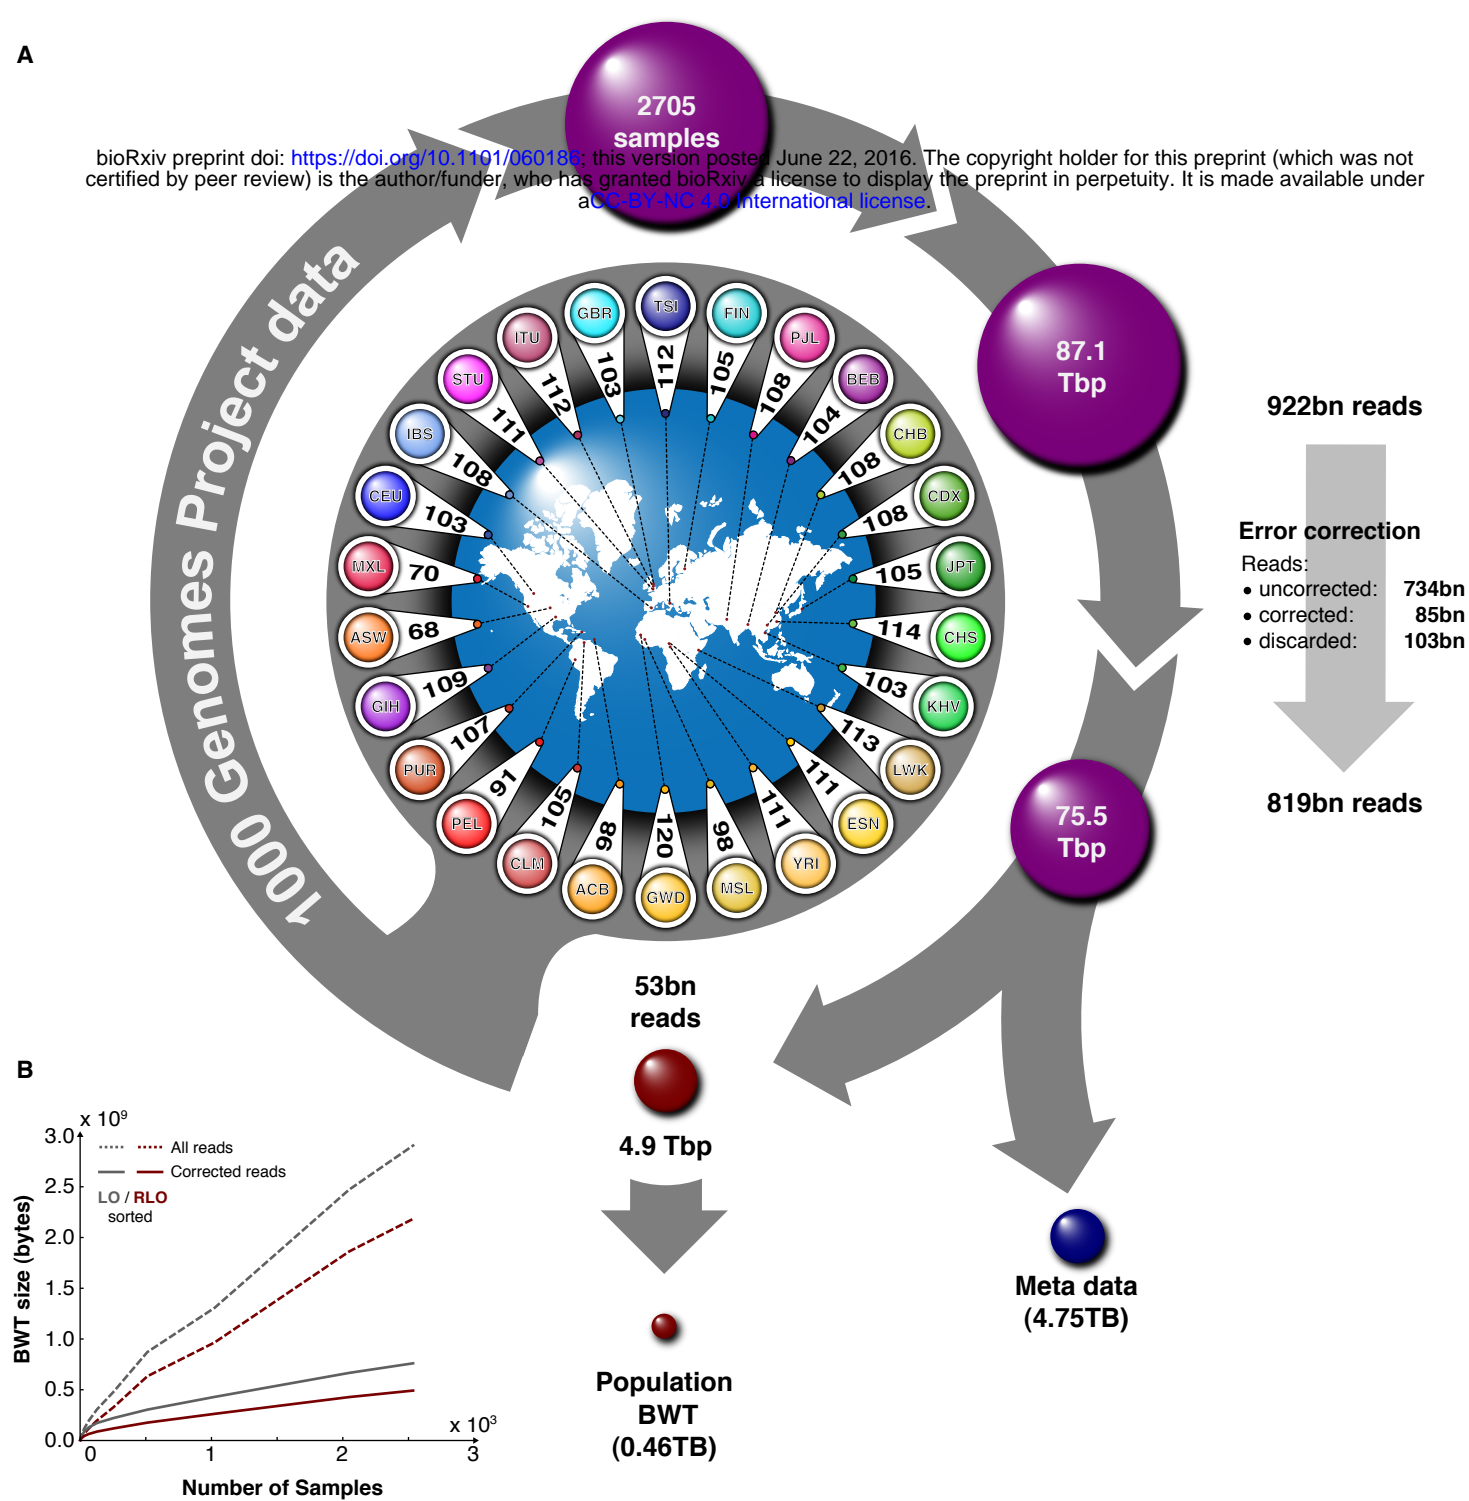 A
2705
samples
bioRxiv preprint doi: https://doi.org/10.1101/060186; this version posted June 22, 2016. The copyright holder for this preprint (which was not
certified by peer review) is the author/funder, who has granted bioRxiv a license to display the preprint in perpetuity. It is made available under
aCC-BY-NC 4.0 International license.
1000 Genomes Project data
TSI
112
FIN
105
PJL
108
BEB
104
CHB
108
CDX
108
JPT
105
CHS
114
KHV
103
LWK
113
ESN
111
YRI
111
MSL
98
GWD
120
ACB
98
CLM
105
PEL
91
PUR
107
GIH
109
ASW
68
MXL
70
CEU
103
IBS
108
STU
111
ITU
112
GBR
103
87.1
Tbp
922bn reads
Error correction
Reads:
• uncorrected: 734bn
• corrected: 85bn
• discarded: 103bn
819bn reads
75.5
Tbp
53bn
reads
4.9 Tbp
Population
BWT
(0.46TB)
Meta data
(4.75TB)
B
x 10⁹
3.0
2.5
2.0
1.5
1.0
0.5
0.0
BWT size (bytes)
All reads
Corrected reads
LO / RLO
sorted
x 10³
0 1 2 3
Number of Samples